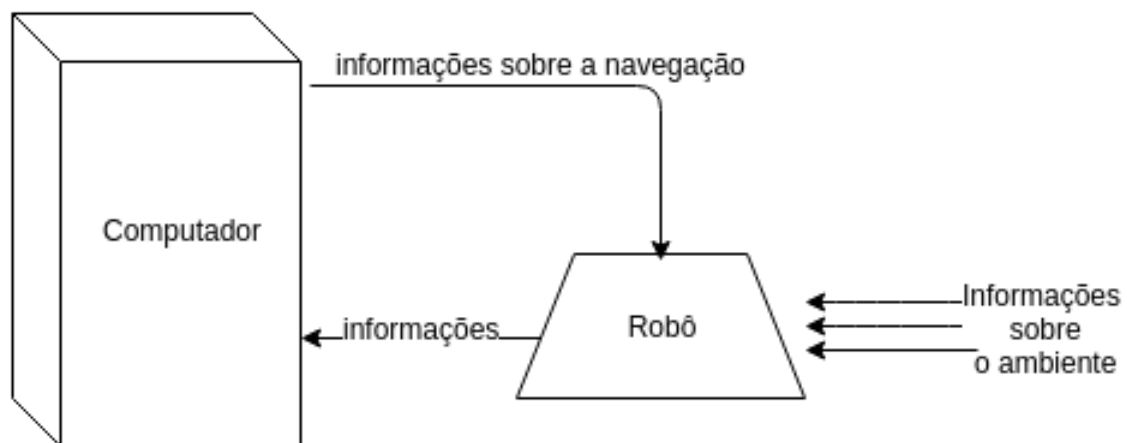 informações sobre a navegação
Computador
informações
Robô
Informações
sobre
o ambiente